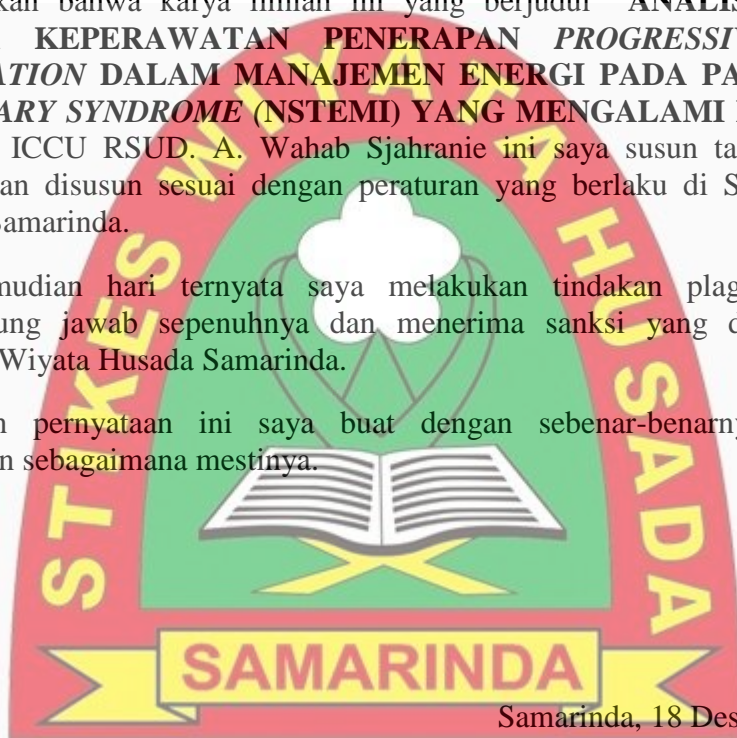 kan bahwa karya ilmiah ini yang berjudul "ANALIS
KEPERAWATAN PENERAPAN PROGRESSIV
ATION DALAM MANAJEMEN ENERGI PADA PA
ARY SYNDROME (NSTEMI) YANG MENGALAMI
ICCU RSUD. A. Wahab Sjahranie ini saya susun ta
an disusun sesuai dengan peraturan yang berlaku di S
Samarinda.
mudian hari ternyata saya melakukan tindakan plag
ung jawab sepenuhnya dan menerima sanksi yang d
Wiyata Husada Samarinda.
n pernyataan ini saya buat dengan sebenar-benarny
n sebagaimana mestinya.
STIKES WIYATA HUSADA
SAMARINDA
Samarinda, 18 Des